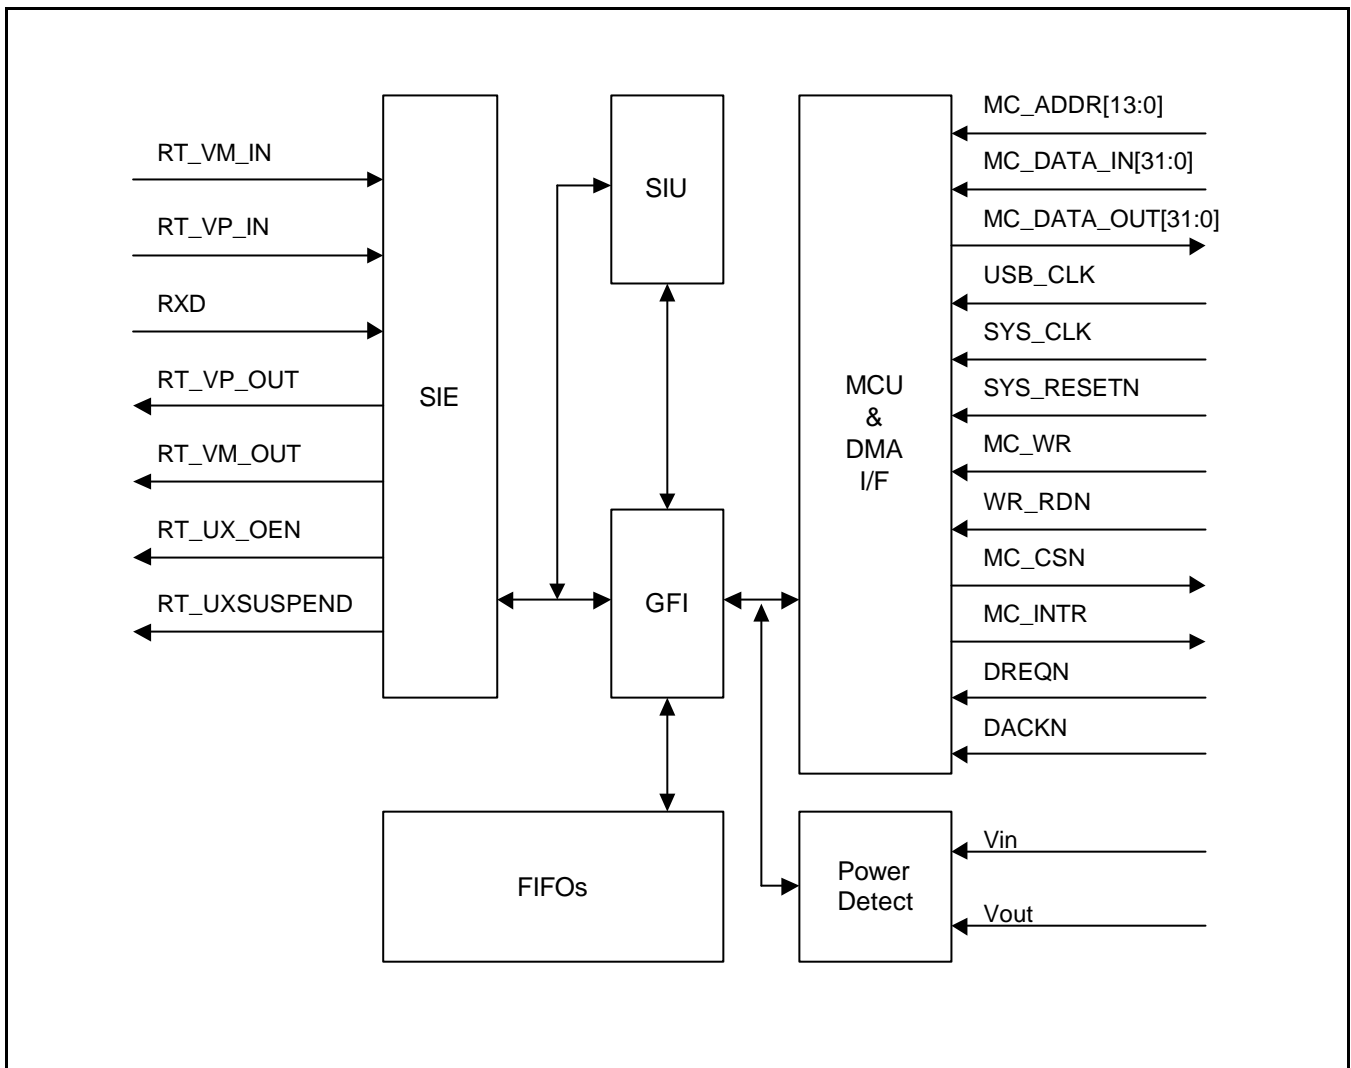 RT_VM_IN
RT_VP_IN
RXD
RT_VP_OUT
RT_VM_OUT
RT_UX_OEN
RT_UXSUSPEND
SIE
SIU
GFI
FIFOs
MCU
&
DMA
I/F
Power
Detect
MC_ADDR[13:0]
MC_DATA_IN[31:0]
MC_DATA_OUT[31:0]
USB_CLK
SYS_CLK
SYS_RESETN
MC_WR
WR_RDN
MC_CSN
MC_INTR
DREQN
DACKN
Vin
Vout